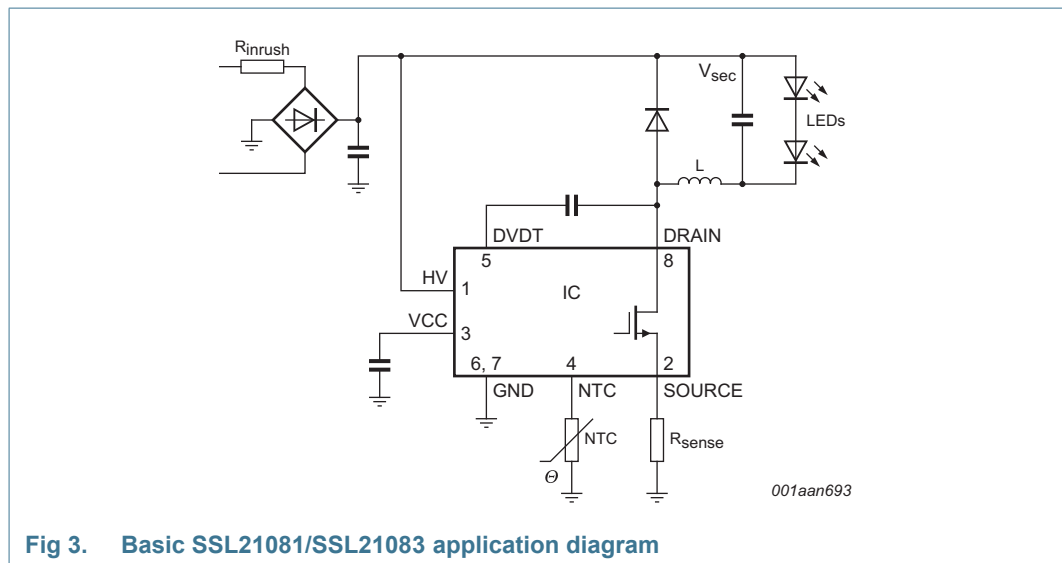 Rinrush
Vsec
LEDs
L
DVDT
DRAIN
5
8
HV
1
IC
VCC
3
6, 7
4
2
GND
NTC
SOURCE
NTC
Rsense
Θ
001aan693
Fig 3. Basic SSL21081/SSL21083 application diagram